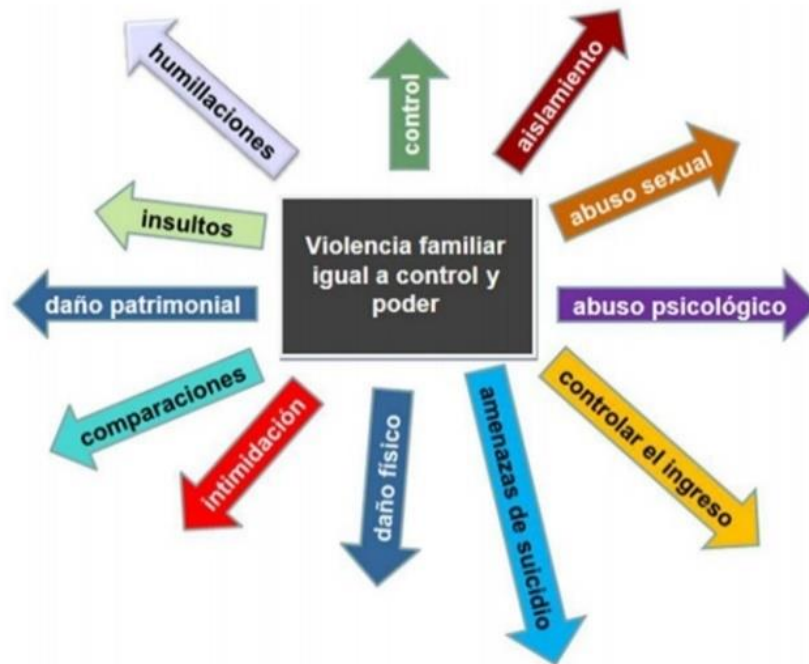 humillaciones
control
aislamiento
abuso sexual
insultos
Violencia familiar
igual a control y
poder
daño patrimonial
abuso psicológico
comparaciones
intimidación
daño físico
amenazas de suicidio
controlar el ingreso